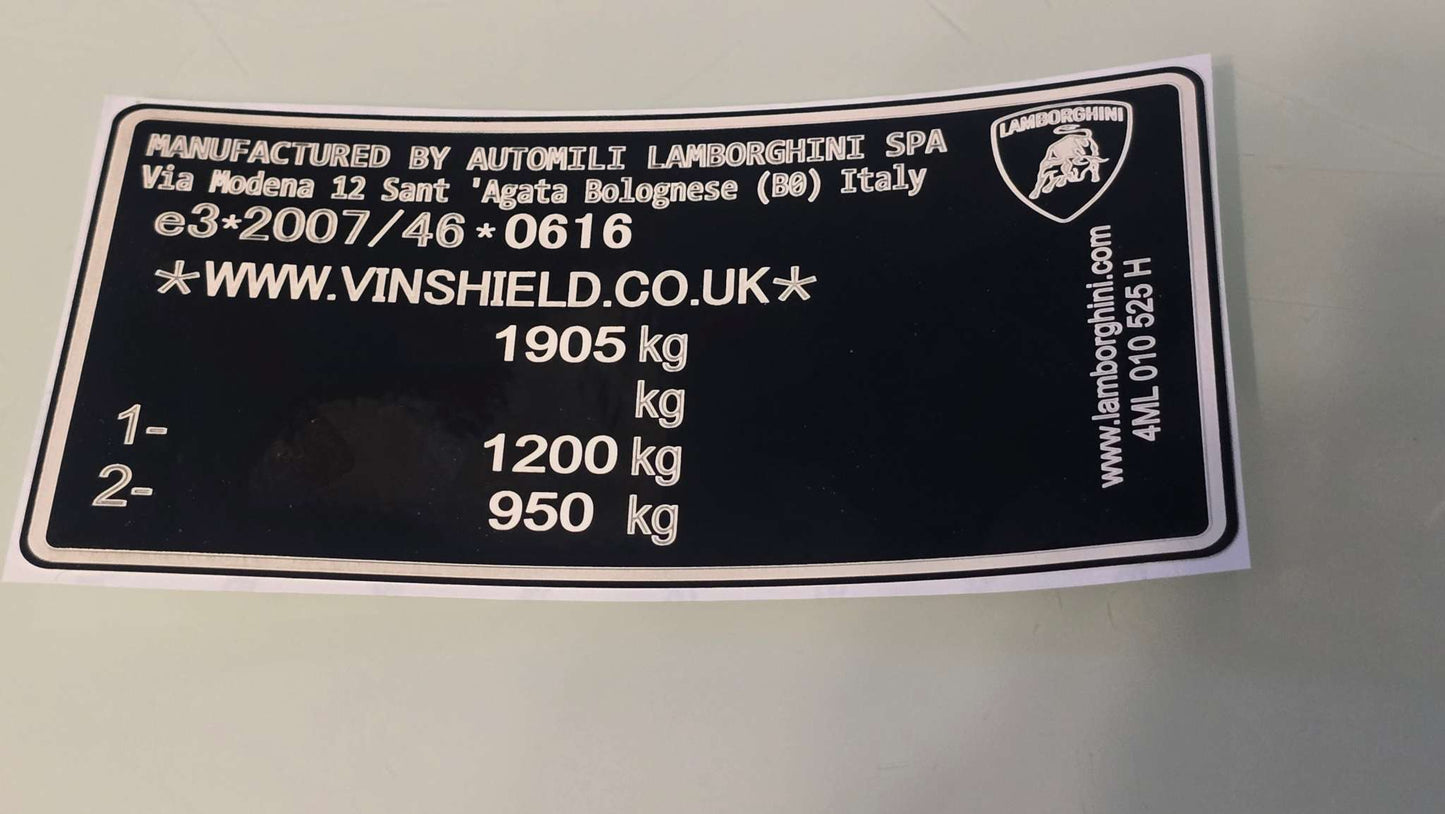 MANUFACTURED BY AUTOMILI LAMBORGHINI SPA
Via Modena 12 Sant 'Agata Bolognese (B0) Italy
e3*2007/46 *0616
*WWW.VINSHIELD.CO.UK*
1905 kg
kg
1- 1200 kg
2- 950 kg
LAMBORGHINI
www.lamborghini.com
4ML 010 525 H